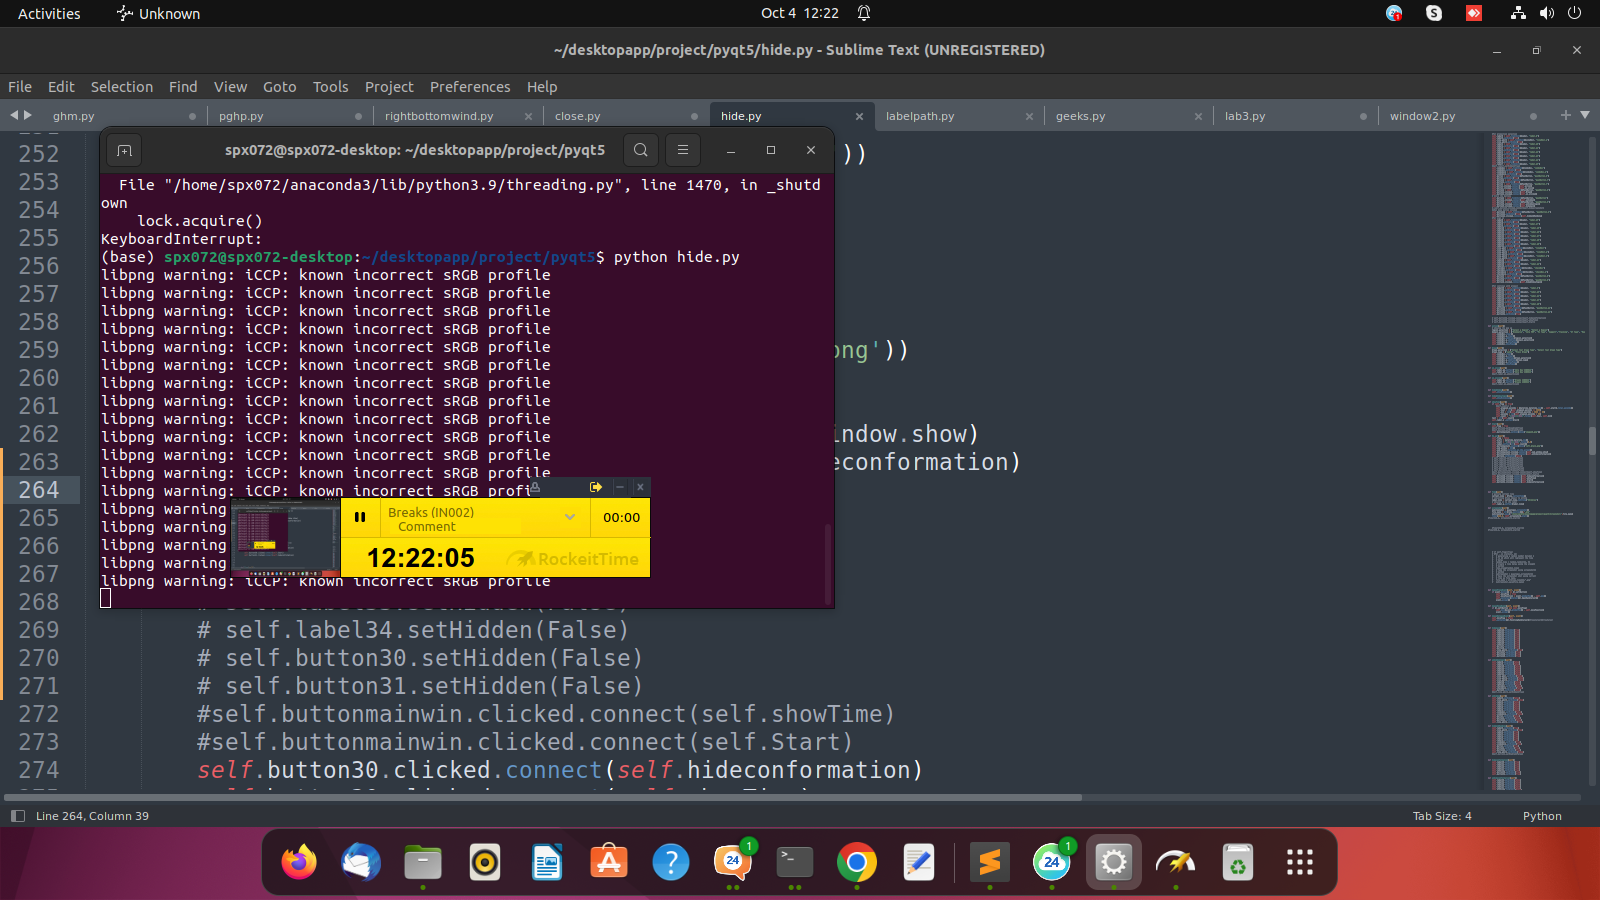 Activities
Unknown
Oct 4 12:22
~/desktopapp/project/pyqt5/hide.py - Sublime Text (UNREGISTERED)
File Edit Selection Find View Goto Tools Project Preferences Help
ghm.py
pghp.py
rightbottomwind.py
close.py
hide.py
labelpath.py
geeks.py
lab3.py
window2.py
spx072@spx072-desktop: ~/desktopapp/project/pyqt5
File "/home/spx072/anaconda3/lib/python3.9/threading.py", line 1470, in _shutd
own
lock.acquire()
KeyboardInterrupt:
(base) spx072@spx072-desktop:~/desktopapp/project/pyqt5$ python hide.py
libpng warning: iCCP: known incorrect sRGB profile
libpng warning: iCCP: known incorrect sRGB profile
libpng warning: iCCP: known incorrect sRGB profile
libpng warning: iCCP: known incorrect sRGB profile
libpng warning: iCCP: known incorrect sRGB profile
libpng warning: iCCP: known incorrect sRGB profile
libpng warning: iCCP: known incorrect sRGB profile
libpng warning: iCCP: known incorrect sRGB profile
libpng warning: iCCP: known incorrect sRGB profile
libpng warning: iCCP: known incorrect sRGB profile
libpng warning: iCCP: known incorrect sRGB profile
libpng warning: iCCP: known incorrect sRGB profile
libpng warning: iCCP: known incorrect sRGB
libpng warning
libpng warning
libpng warning
libpng warning
libpng warning: iCCP: known incorrect sRGB profile
Breaks (IN002)
Comment
00:00
12:22:05
RockeitTime
252 '))
253
254
255
256
257
258
259 ong'))
260
261
262 indow.show)
263 econformation)
264
265
266
267
268
269 # self.label34.setHidden(False)
270 # self.button30.setHidden(False)
271 # self.button31.setHidden(False)
272 #self.buttonmainwin.clicked.connect(self.showTime)
273 #self.buttonmainwin.clicked.connect(self.Start)
274 self.button30.clicked.connect(self.hideconformation)
Line 264, Column 39
Tab Size: 4
Python
24
1
24
1